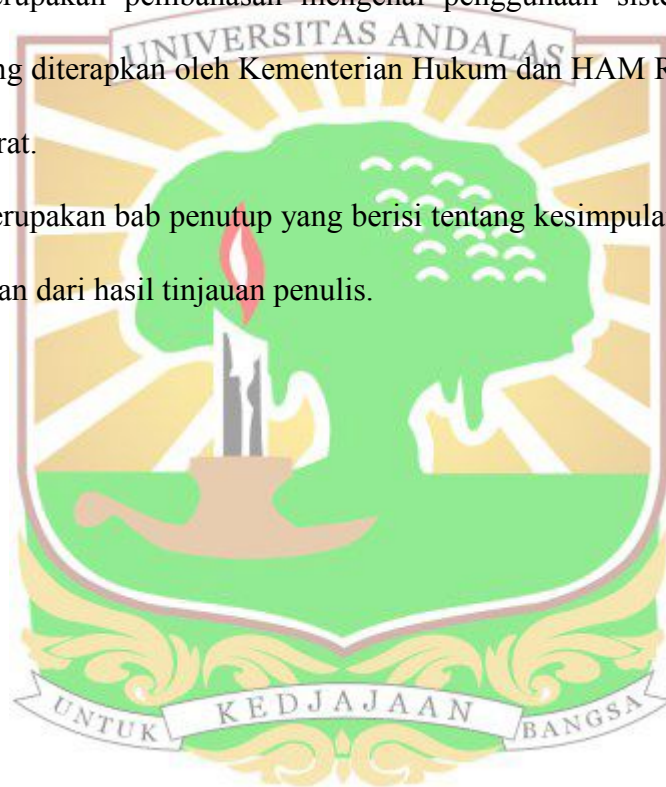 erupakan pembahasan mengenai penggunaan siste
UNIVERSITAS ANDALAS
ng diterapkan oleh Kementerian Hukum dan HAM R
rat.
erupakan bab penutup yang berisi tentang kesimpula
an dari hasil tinjauan penulis.
UNTUK KEDJAJAAN BANGSA